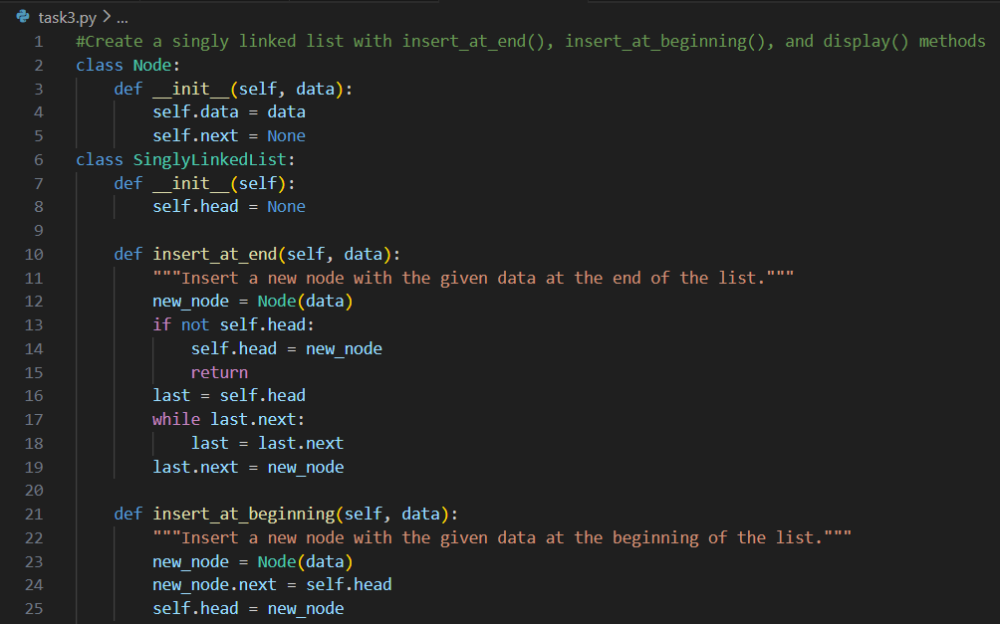 task3.py > ...
1 #Create a singly linked list with insert_at_end(), insert_at_beginning(), and display() methods
2 class Node:
3     def __init__(self, data):
4         self.data = data
5         self.next = None
6 class SinglyLinkedList:
7     def __init__(self):
8         self.head = None
9
10     def insert_at_end(self, data):
11         """Insert a new node with the given data at the end of the list."""
12         new_node = Node(data)
13         if not self.head:
14             self.head = new_node
15             return
16         last = self.head
17         while last.next:
18             last = last.next
19         last.next = new_node
20
21     def insert_at_beginning(self, data):
22         """Insert a new node with the given data at the beginning of the list."""
23         new_node = Node(data)
24         new_node.next = self.head
25         self.head = new_node